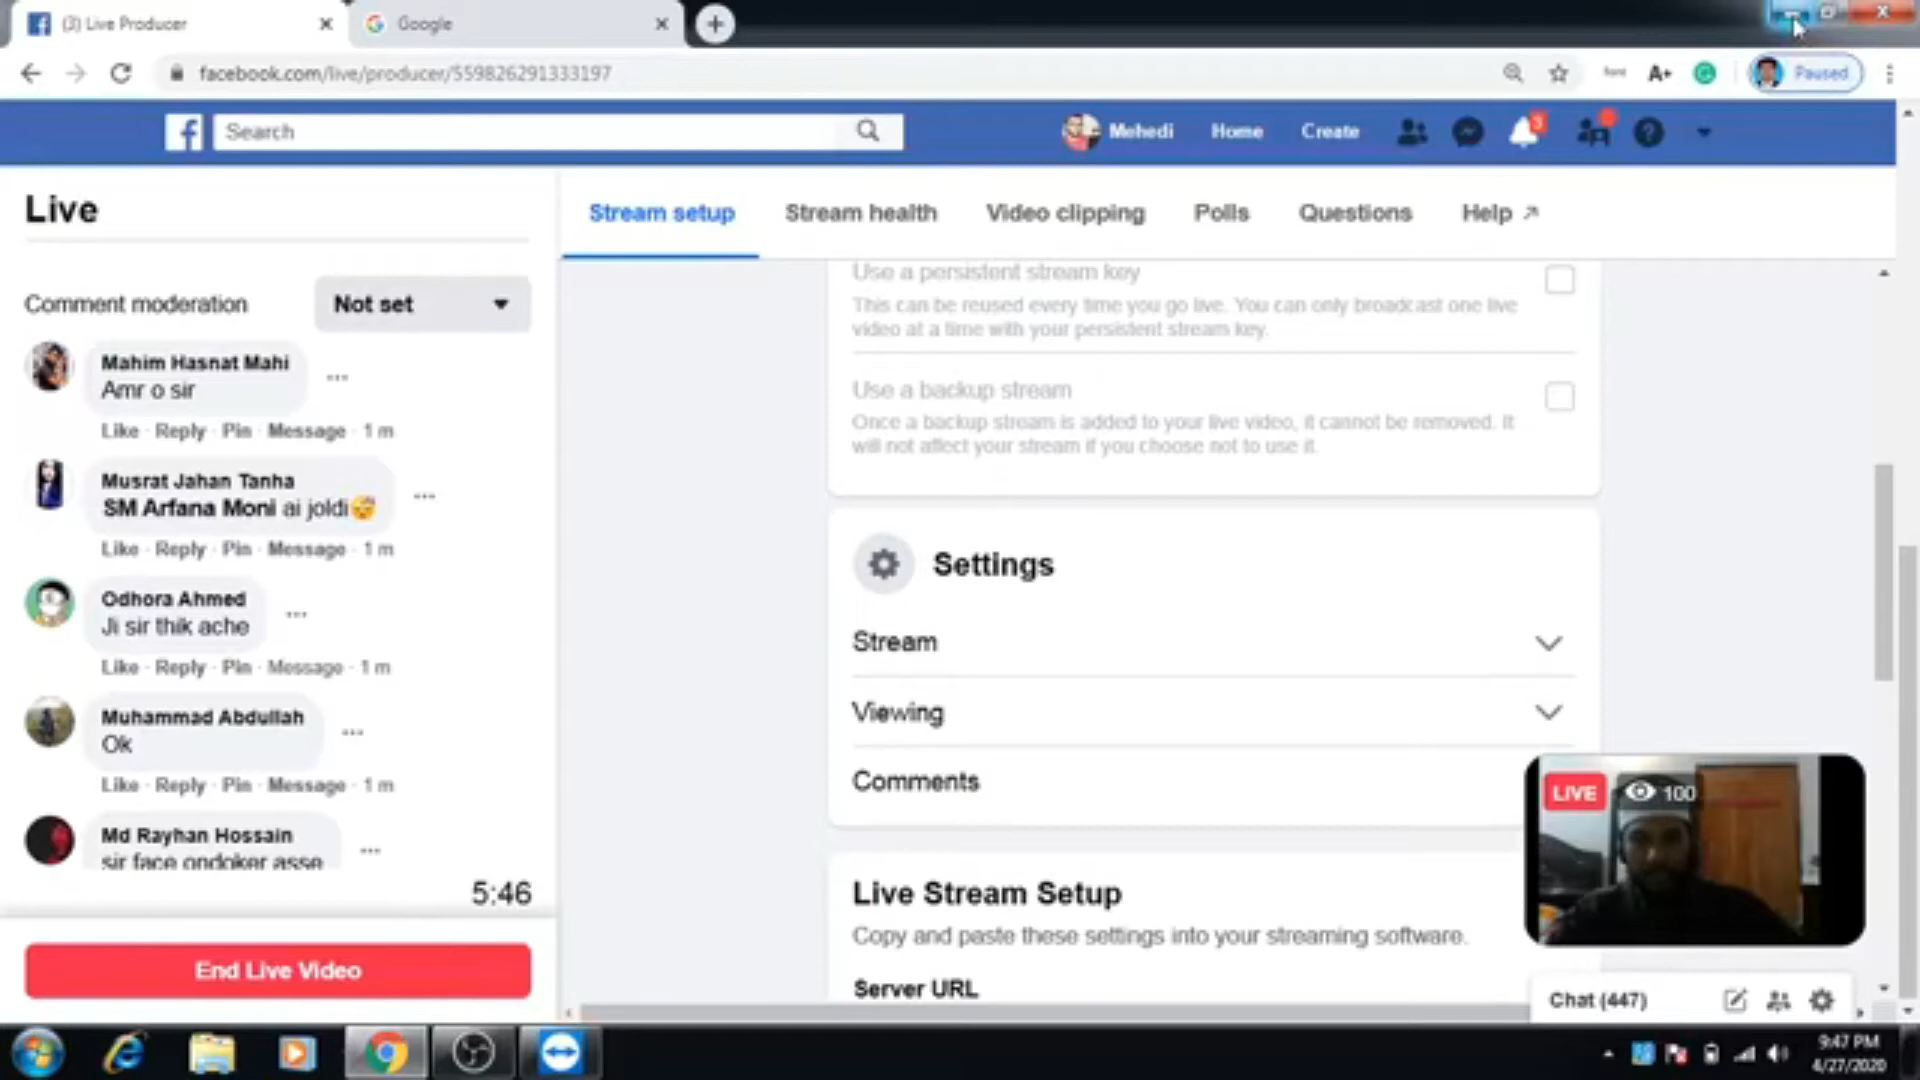 (3) Live Producer
Google
facebook.com/live/producer/559826291333197
A+
Paused
Search
Mehedi
Home
Create
3
Live
Stream setup
Stream health
Video clipping
Polls
Questions
Help
Comment moderation
Not set
Mahim Hasnat Mahi
Amr o sir
Like · Reply · Pin · Message · 1 m
Musrat Jahan Tanha
SM Arfana Moni ai joldi😴
Like · Reply · Pin · Message · 1 m
Odhora Ahmed
Ji sir thik ache
Like · Reply · Pin · Message · 1 m
Muhammad Abdullah
Ok
Like · Reply · Pin · Message · 1 m
Md Rayhan Hossain
sir face ondoker asse
5:46
End Live Video
Use a persistent stream key
This can be reused every time you go live. You can only broadcast one live
video at a time with your persistent stream key.
Use a backup stream
Once a backup stream is added to your live video, it cannot be removed. It
will not affect your stream if you choose not to use it.
Settings
Stream
Viewing
Comments
Live Stream Setup
Copy and paste these settings into your streaming software.
Server URL
LIVE
100
Chat (447)
9:47 PM
4/27/2020